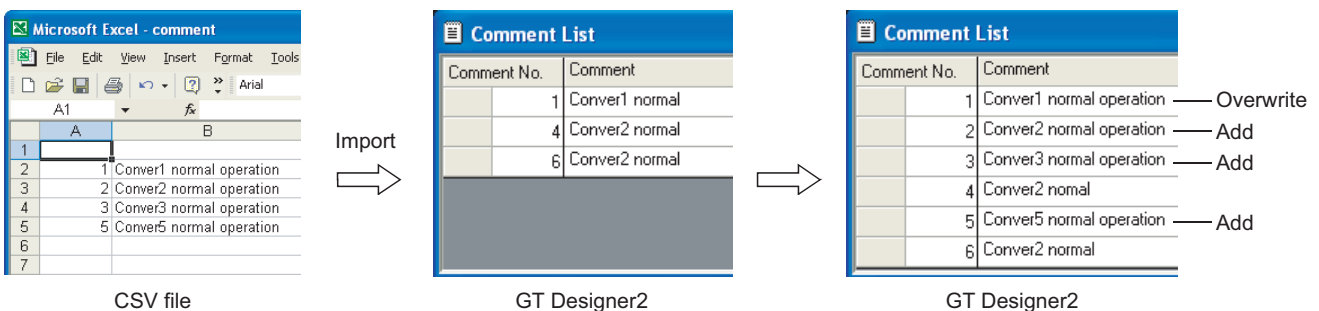 Microsoft Excel - comment
File Edit View Insert Format Tools
Arial
A1 fx
A B
1
2 1 Conver1 normal operation
3 2 Conver2 normal operation
4 3 Conver3 normal operation
5 5 Conver5 normal operation
6
7
CSV file
Import
Comment List
Comment No. Comment
1 Conver1 normal
4 Conver2 normal
6 Conver2 normal
GT Designer2
Comment List
Comment No. Comment
1 Conver1 normal operation Overwrite
2 Conver2 normal operation Add
3 Conver3 normal operation Add
4 Conver2 nomal
5 Conver5 normal operation Add
6 Conver2 normal
GT Designer2